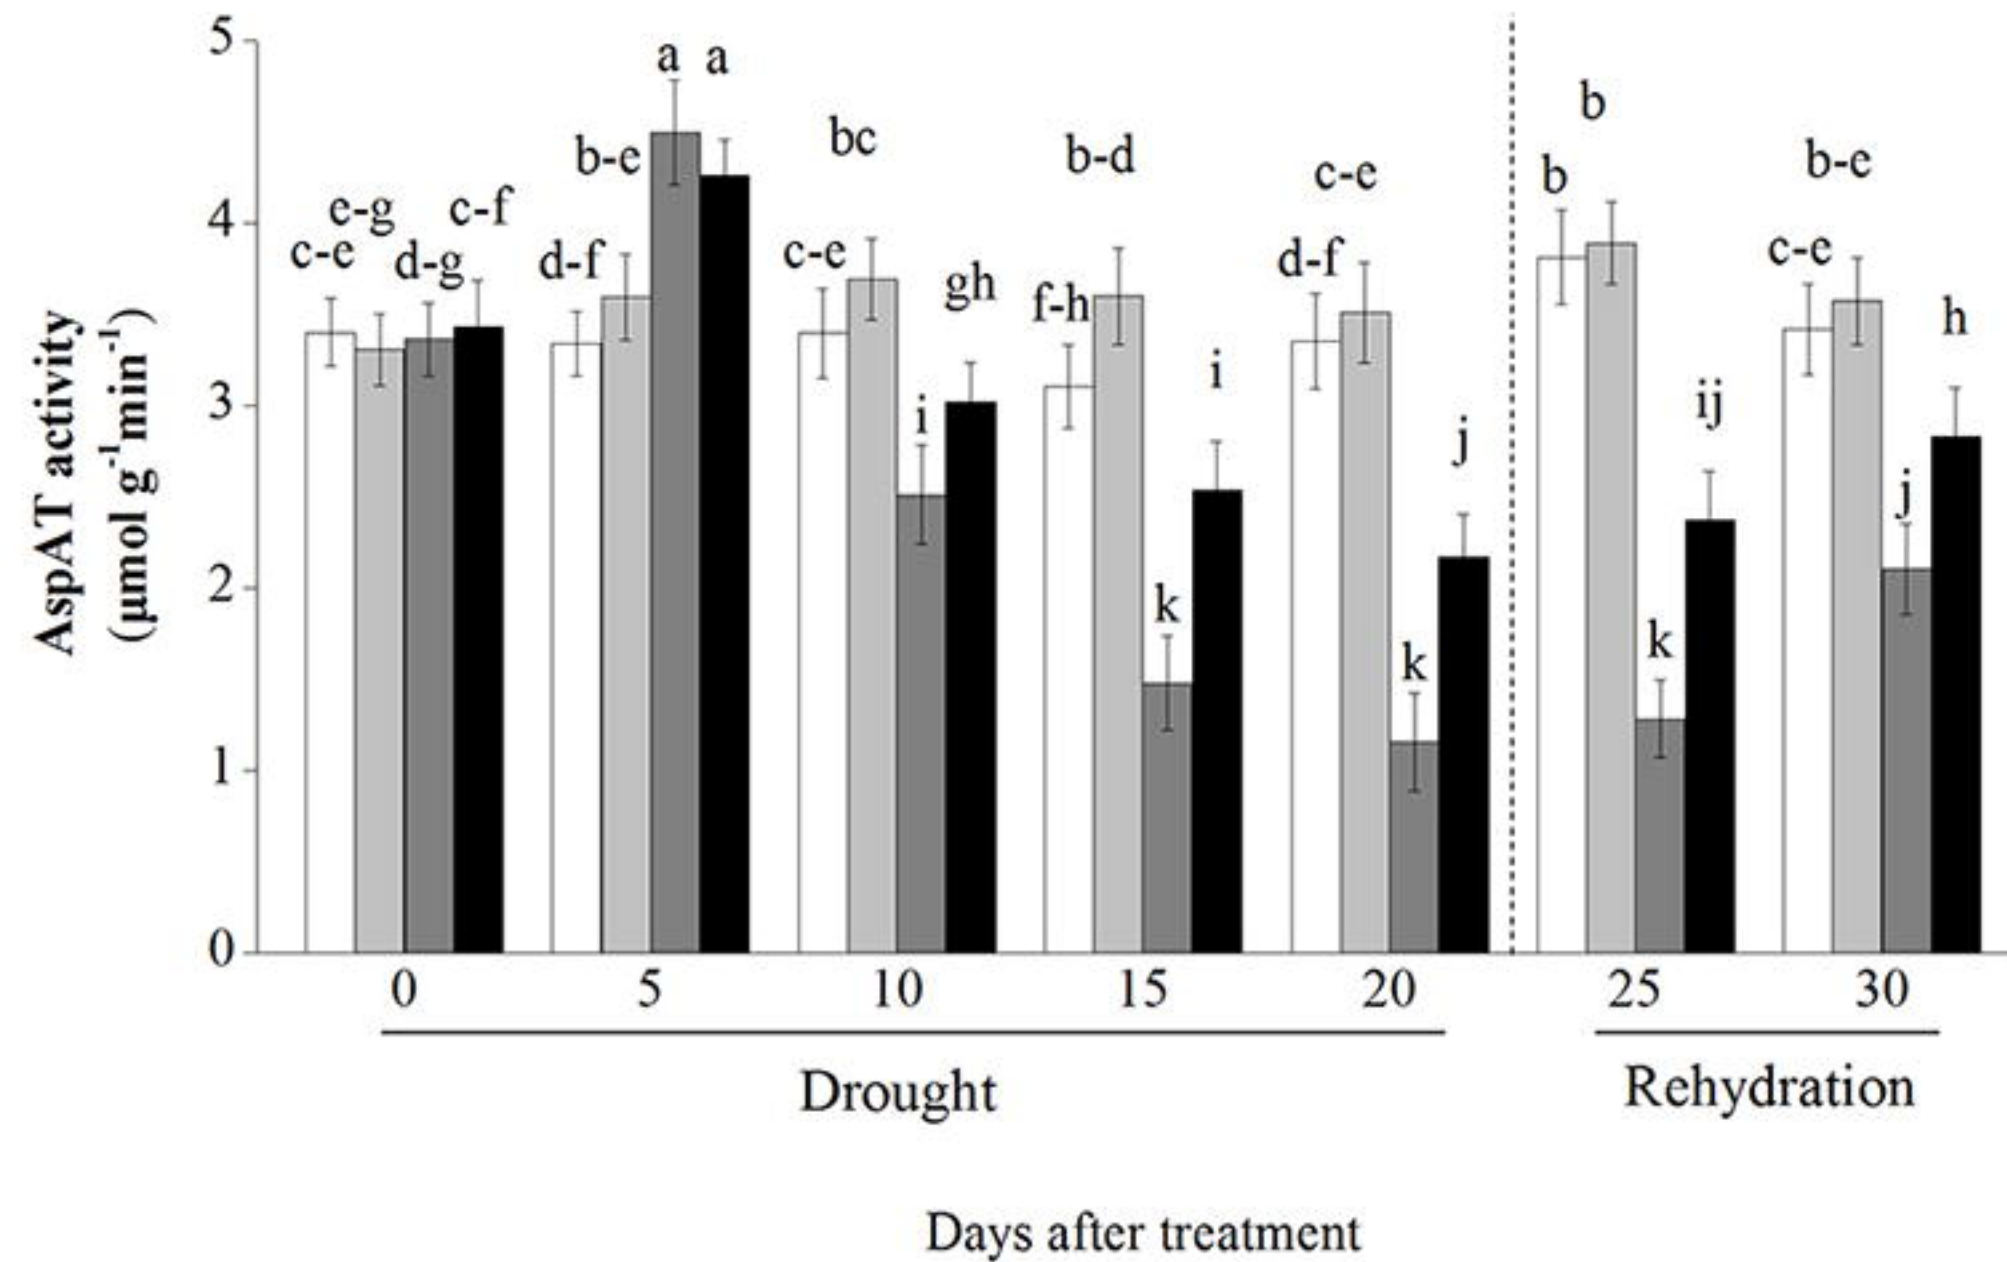 5
a a
b
bc
b-d
b-e
b-e
c-e
b
e-g
c-f
4
c-e
d-g
d-f
c-e
d-f
c-e
gh
f-h
h
i
3
ij
i
j
j
2
k
k
k
1
0
AspAT activity
(µmol g-1min-1)
0 5 10 15 20 25 30
Drought
Rehydration
Days after treatment